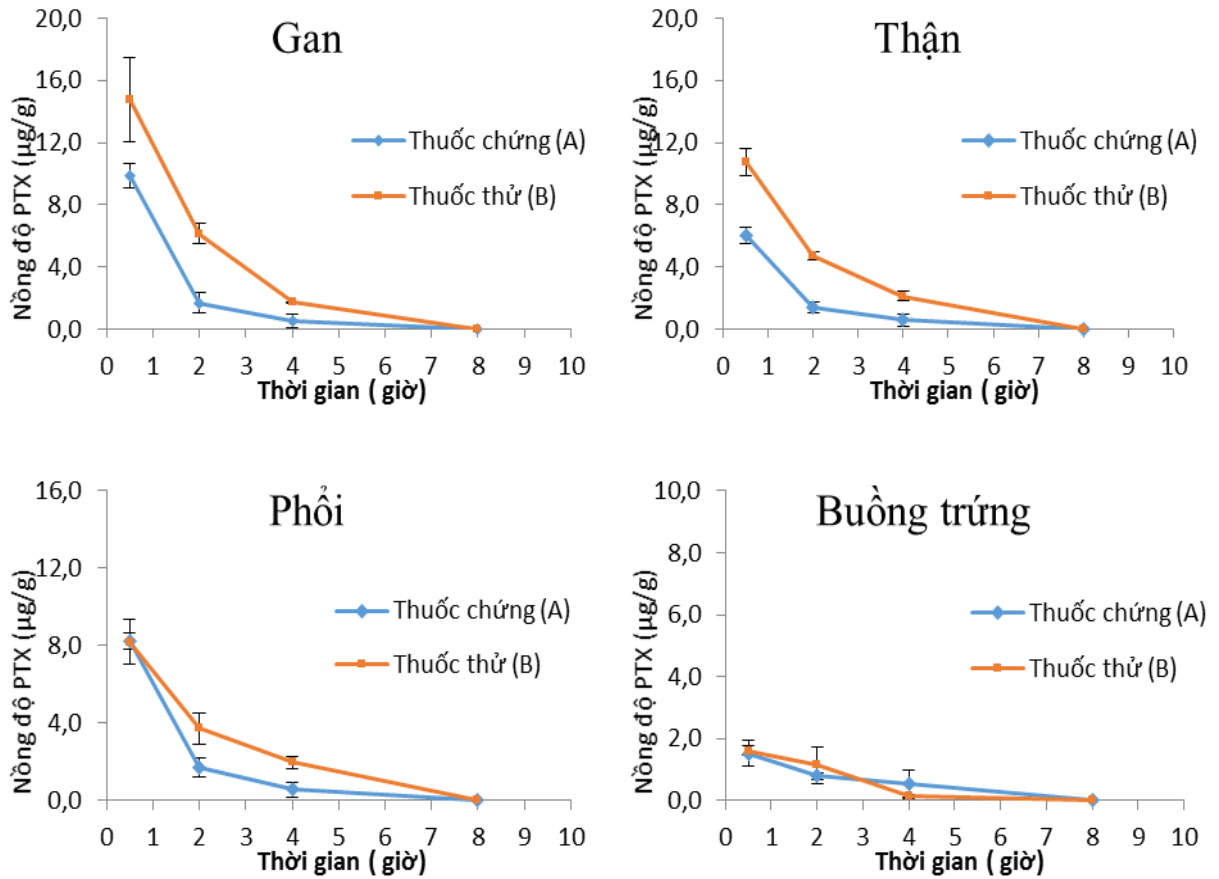 Gan
Nồng độ PTX (µg/g)
20,0
16,0
12,0
8,0
4,0
0,0
Thuốc chứng (A)
Thuốc thử (B)
0 1 2 3 4 5 6 7 8 9 10
Thời gian ( giờ)
Thận
Nồng độ PTX (µg/g)
20,0
16,0
12,0
8,0
4,0
0,0
Thuốc chứng (A)
Thuốc thử (B)
0 1 2 3 4 5 6 7 8 9 10
Thời gian ( giờ)
Phổi
Nồng độ PTX (µg/g)
16,0
12,0
8,0
4,0
0,0
Thuốc chứng (A)
Thuốc thử (B)
0 1 2 3 4 5 6 7 8 9 10
Thời gian ( giờ)
Buồng trứng
Nồng độ PTX (µg/g)
10,0
8,0
6,0
4,0
2,0
0,0
Thuốc chứng (A)
Thuốc thử (B)
0 1 2 3 4 5 6 7 8 9 10
Thời gian ( giờ)